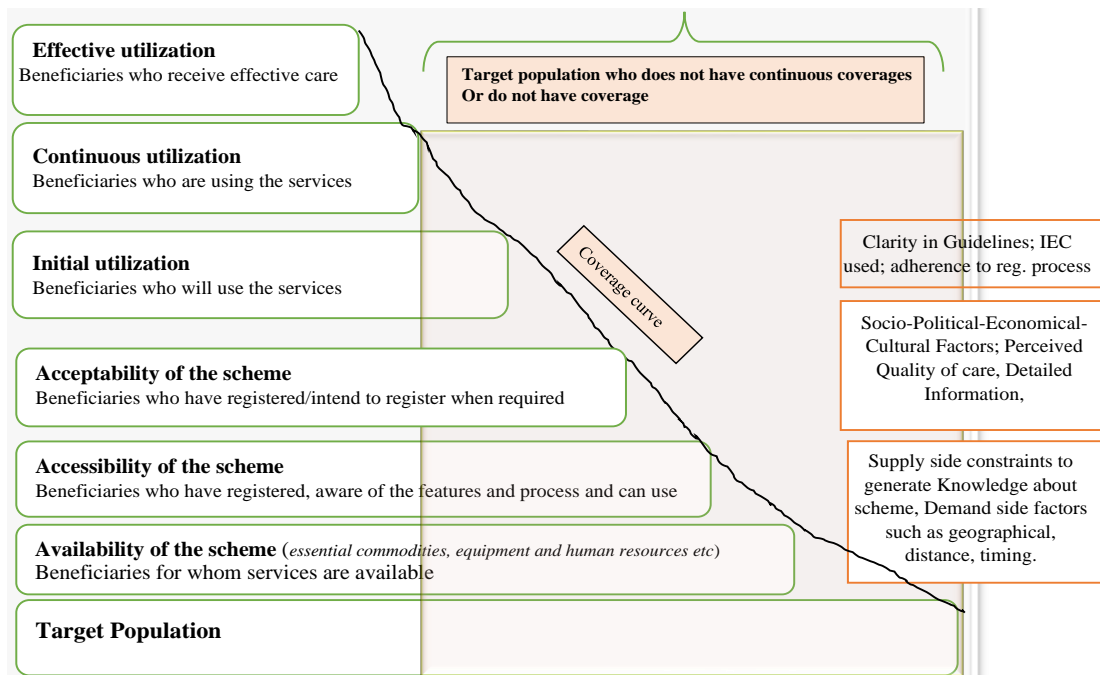 Effective utilization
Beneficiaries who receive effective care
Target population who does not have continuous coverages
Or do not have coverage
Continuous utilization
Beneficiaries who are using the services
Initial utilization
Beneficiaries who will use the services
Coverage curve
Clarity in Guidelines; IEC
used; adherence to reg. process
Socio-Political-Economical-
Cultural Factors; Perceived
Quality of care, Detailed
Information,
Acceptability of the scheme
Beneficiaries who have registered/intend to register when required
Accessibility of the scheme
Beneficiaries who have registered, aware of the features and process and can use
Supply side constraints to
generate Knowledge about
scheme, Demand side factors
such as geographical,
distance, timing.
Availability of the scheme (essential commodities, equipment and human resources etc)
Beneficiaries for whom services are available
Target Population